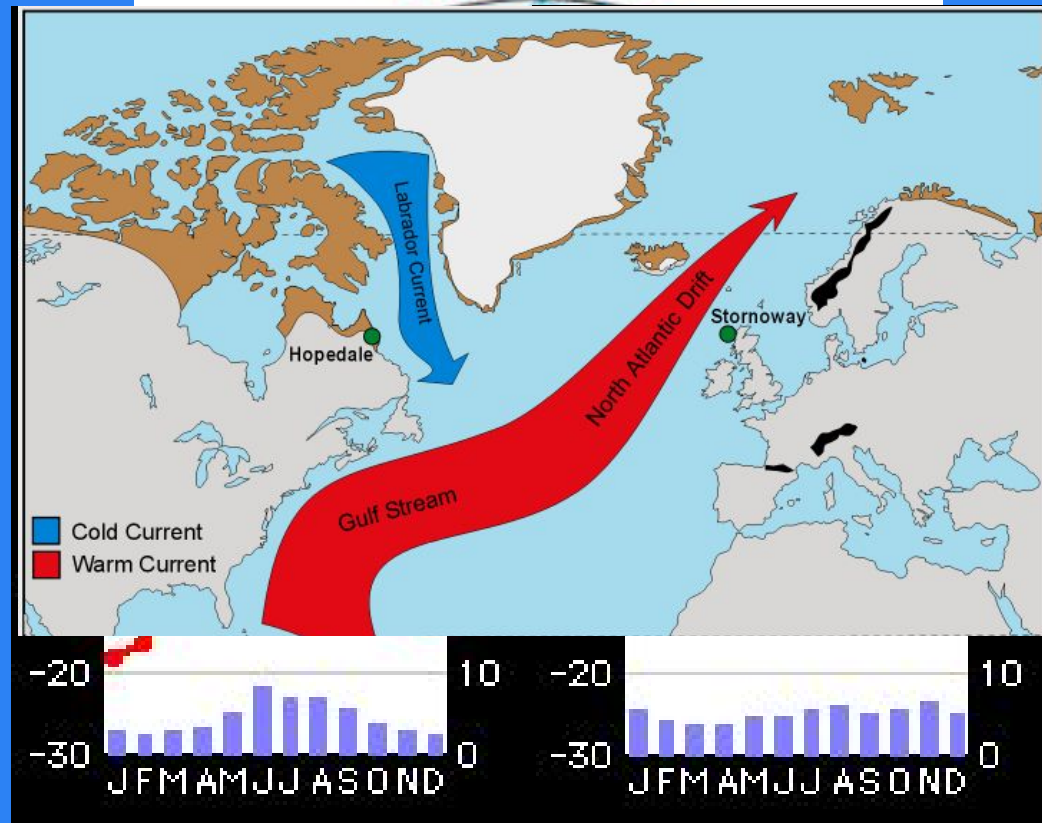 Labrador Current
Hopedale
Stornoway
North Atlantic Drift
Gulf Stream
Cold Current
Warm Current
-20 10 -20 10
-30 0 -30 0
JFMAMJJASOND JFMAMJJASOND